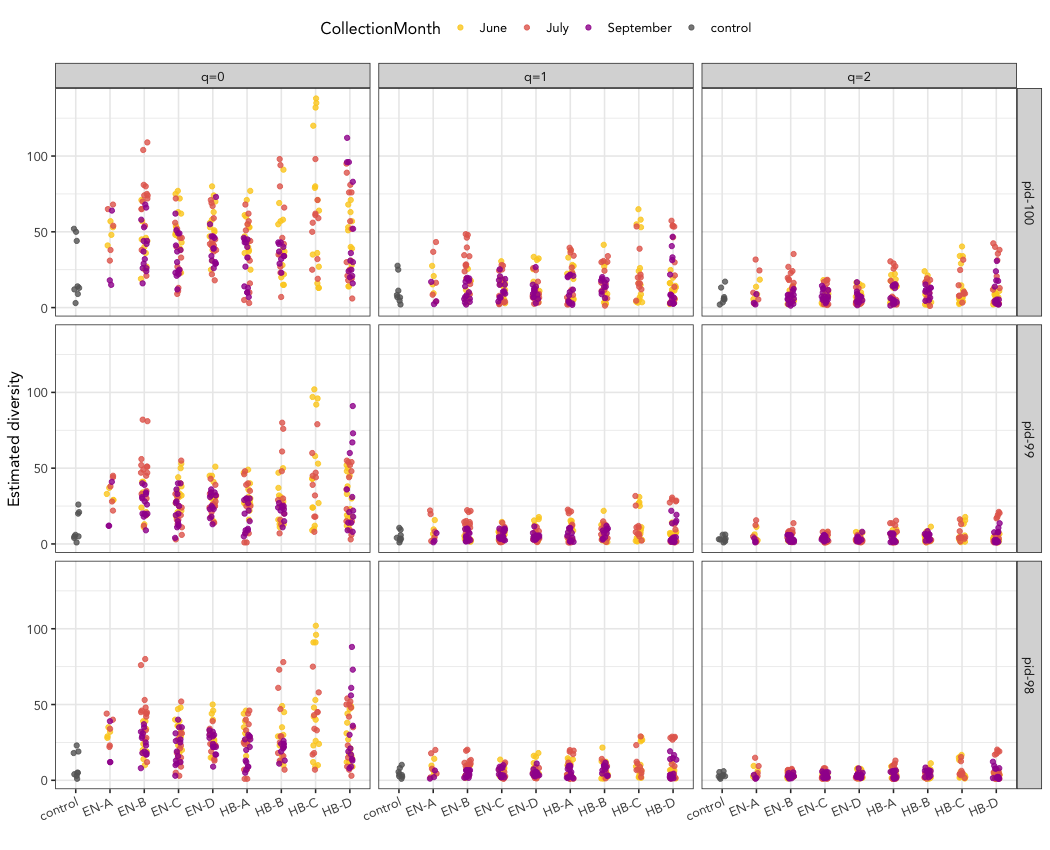 CollectionMonth June July September control
q=0 q=1 q=2
Estimated diversity
100
50
0
pid-100
100
50
0
pid-99
100
50
0
pid-98
control EN-A EN-B EN-C EN-D HB-A HB-B HB-C HB-D control EN-A EN-B EN-C EN-D HB-A HB-B HB-C HB-D control EN-A EN-B EN-C EN-D HB-A HB-B HB-C HB-D